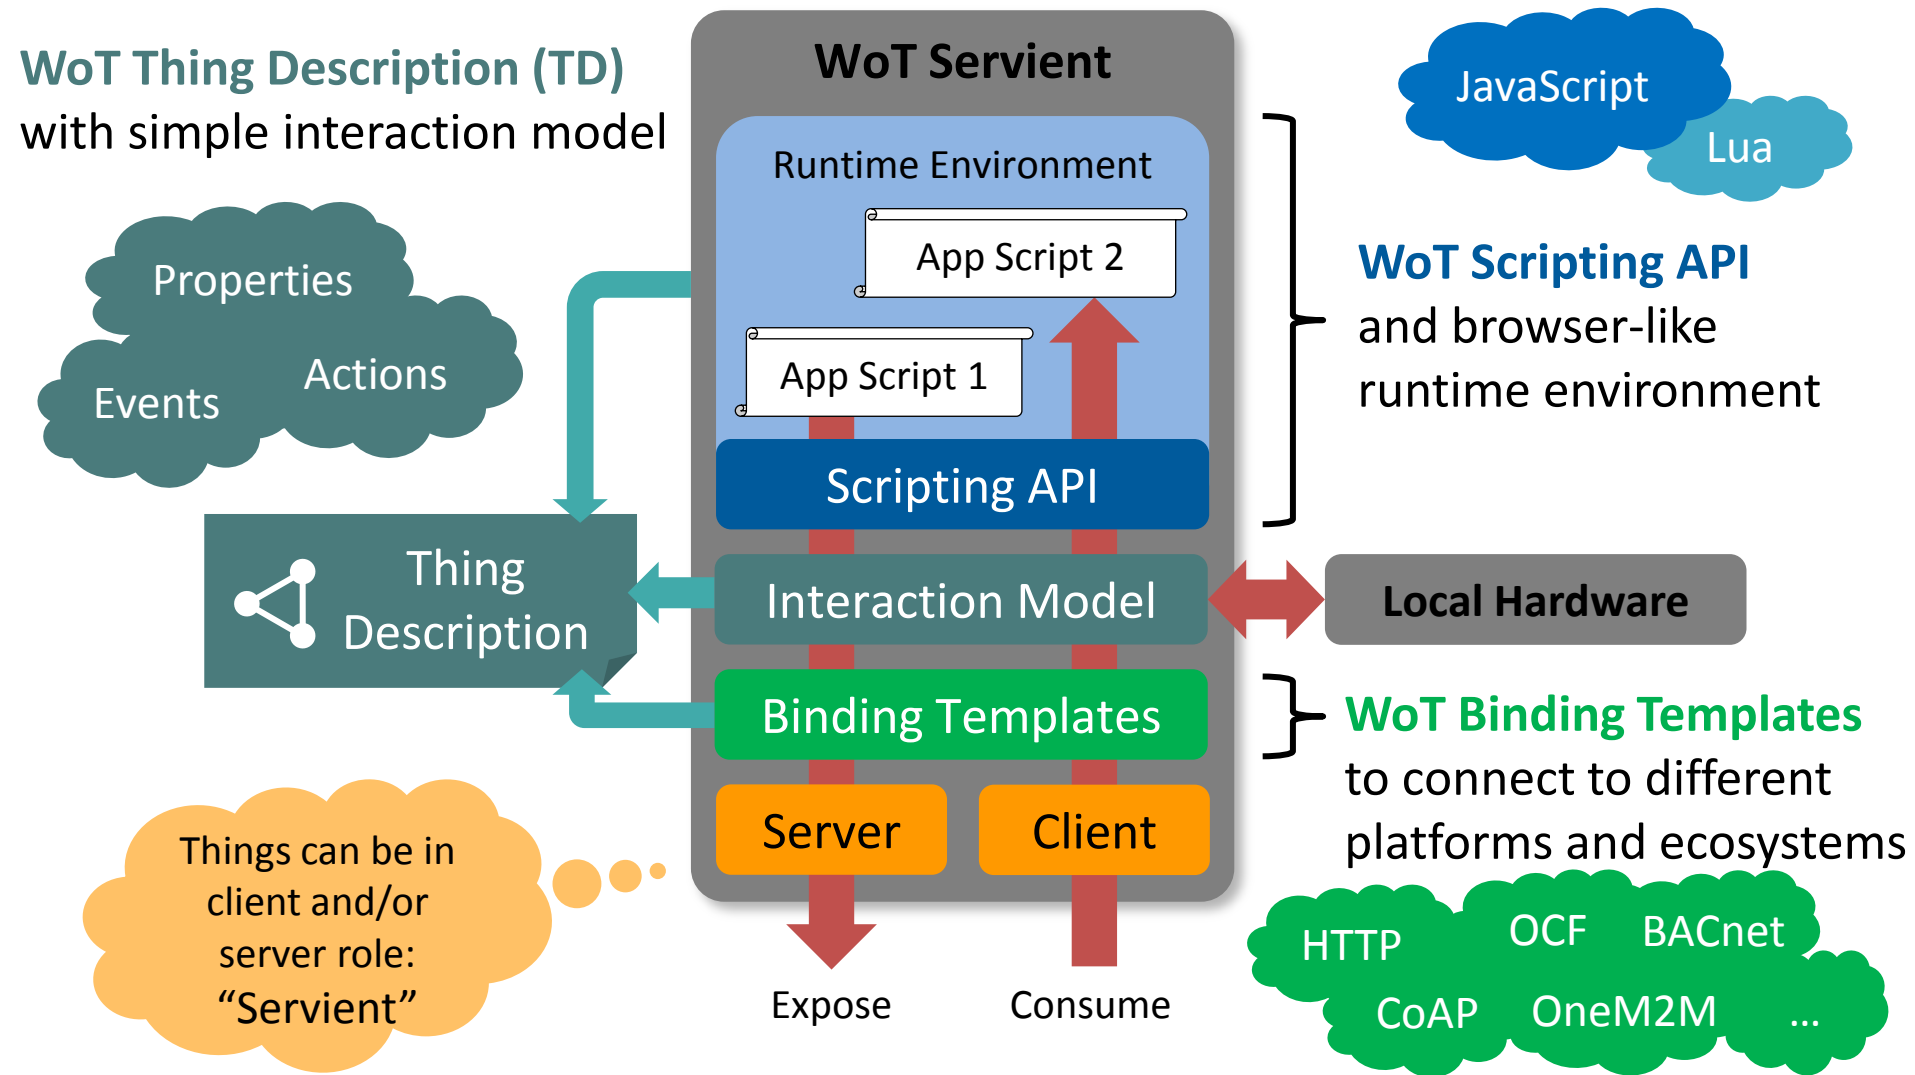 WoT Thing Description (TD)
with simple interaction model
Properties
Actions
Events
Thing
Description
Things can be in
client and/or
server role:
“Servient”
WoT Servient
Runtime Environment
App Script 2
App Script 1
Scripting API
Interaction Model
Binding Templates
Server
Client
Expose
Consume
JavaScript
Lua
WoT Scripting API
and browser-like
runtime environment
Local Hardware
WoT Binding Templates
to connect to different
platforms and ecosystems
HTTP
OCF
BACnet
CoAP
OneM2M
...